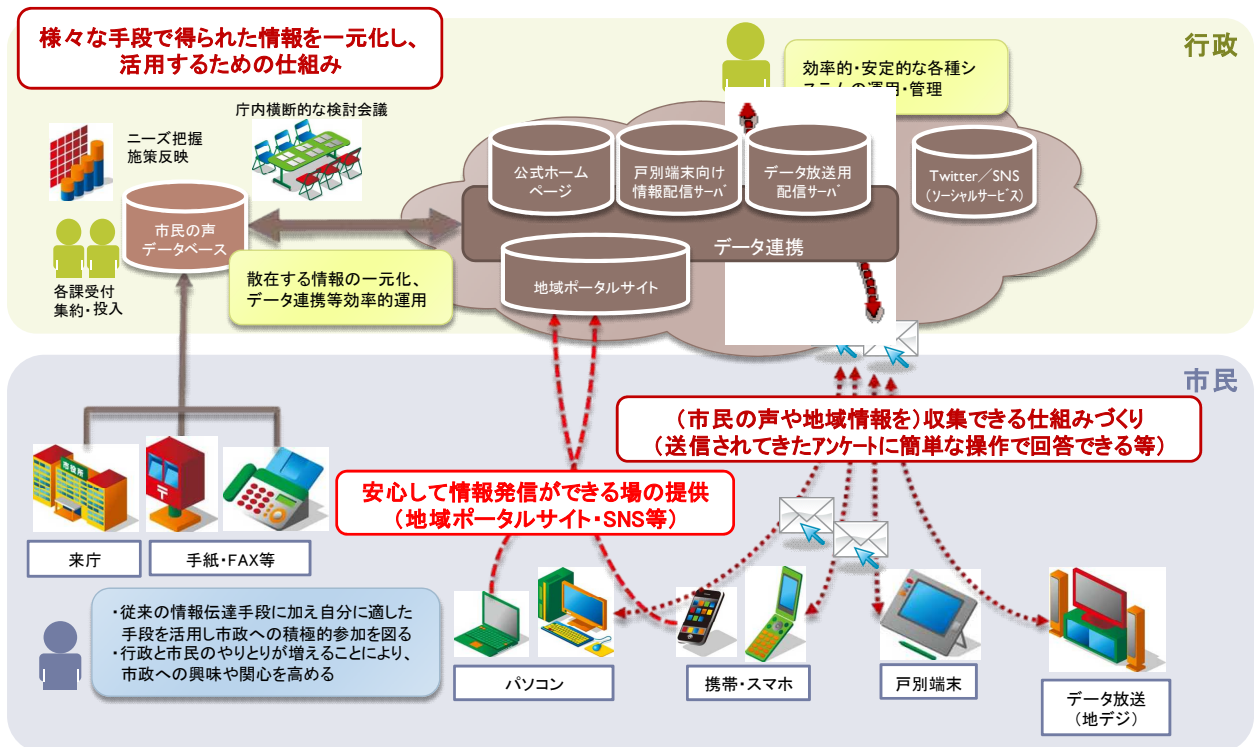 様々な手段で得られた情報を一元化し、
活用するための仕組み
行政
効率的・安定的な各種シ
ステムの運用・管理
庁内横断的な検討会議
ニーズ把握
施策反映
公式ホーム
ページ
戸別端末向け
情報配信サーバ
データ放送用
配信サーバ
Twitter／SNS
（ソーシャルサービス）
市民の声
データベース
データ連携
散在する情報の一元化、
データ連携等効率的運用
地域ポータルサイト
各課受付
集約・投入
市民
（市民の声や地域情報を）収集できる仕組みづくり
（送信されてきたアンケートに簡単な操作で回答できる等）
市役所
安心して情報発信ができる場の提供
（地域ポータルサイト・SNS等）
来庁
手紙・FAX等
・従来の情報伝達手段に加え自分に適した
手段を活用し市政への積極的参加を図る
・行政と市民のやりとりが増えることにより、
市政への興味や関心を高める
パソコン
携帯・スマホ
戸別端末
データ放送
（地デジ）